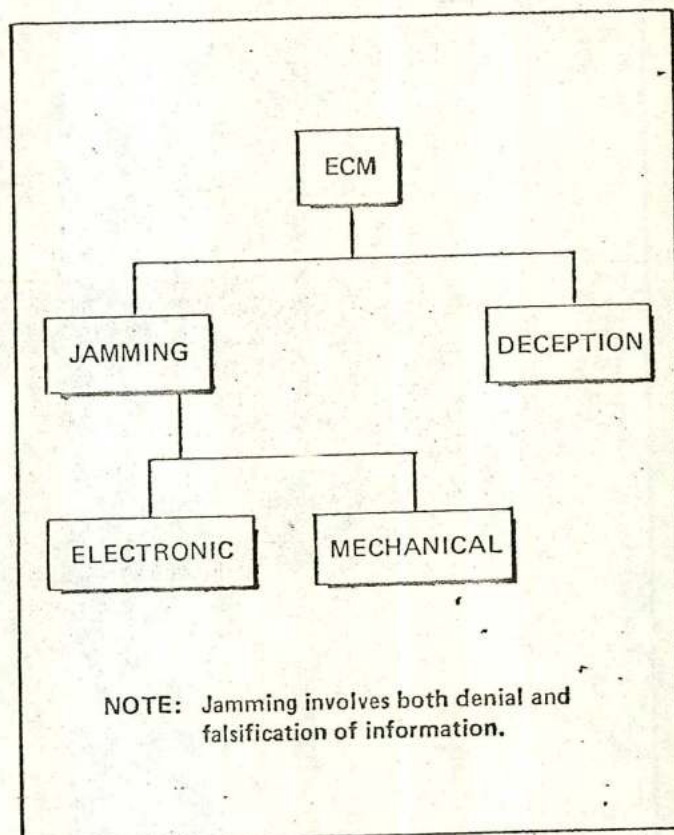 ECM
JAMMING
DECEPTION
ELECTRONIC
MECHANICAL
NOTE: Jamming involves both denial and
falsification of information.